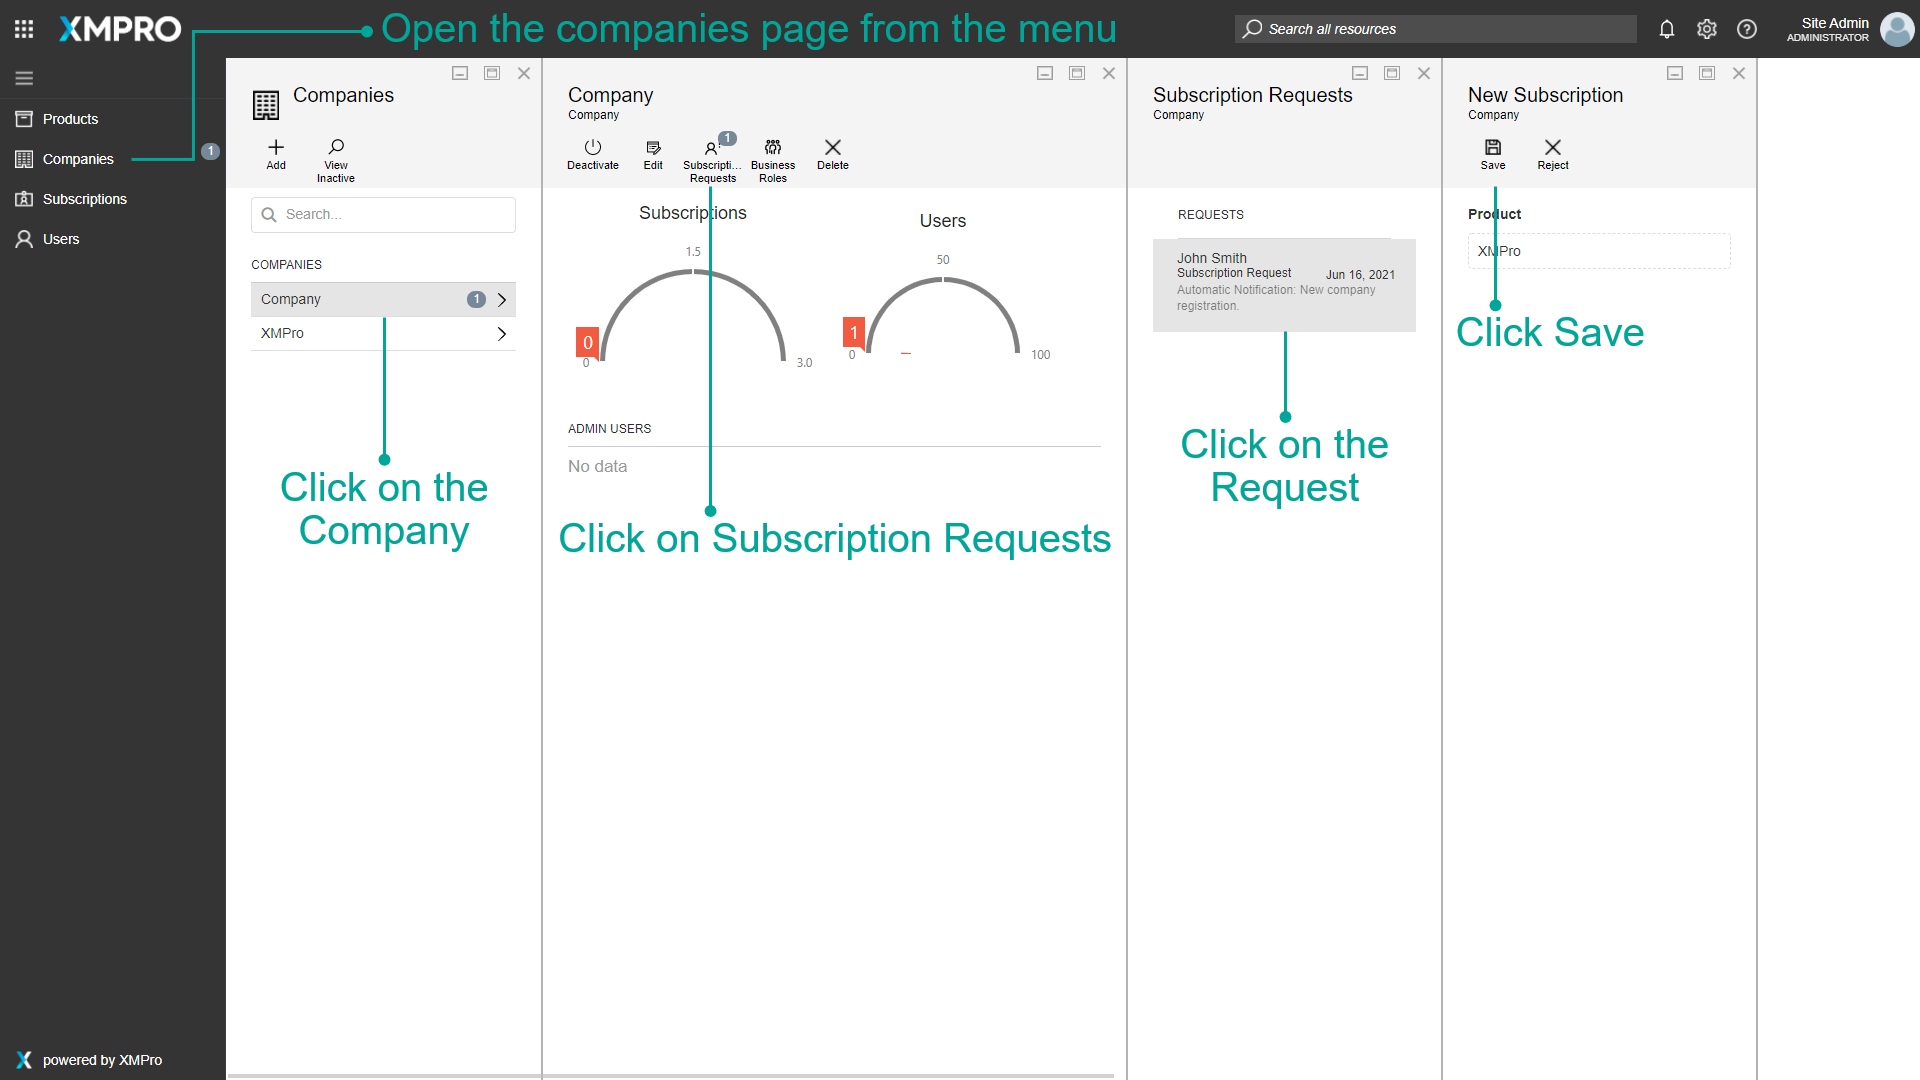 XMPRO
Open the companies page from the menu
Search all resources
Site Admin
ADMINISTRATOR
Products
Companies
1
Subscriptions
Users
powered by XMPro
Companies
Add
View
Inactive
Search...
COMPANIES
Company
1
XMPro
Click on the
Company
Company
Company
Deactivate
Edit
1
Subscripti...
Requests
Business
Roles
Delete
Subscriptions
1.5
0
0
3.0
Users
50
1
0
100
ADMIN USERS
No data
Click on Subscription Requests
Subscription Requests
Company
REQUESTS
John Smith
Subscription Request
Jun 16, 2021
Automatic Notification: New company
registration.
Click on the
Request
New Subscription
Company
Save
Reject
Product
XMPro
Click Save